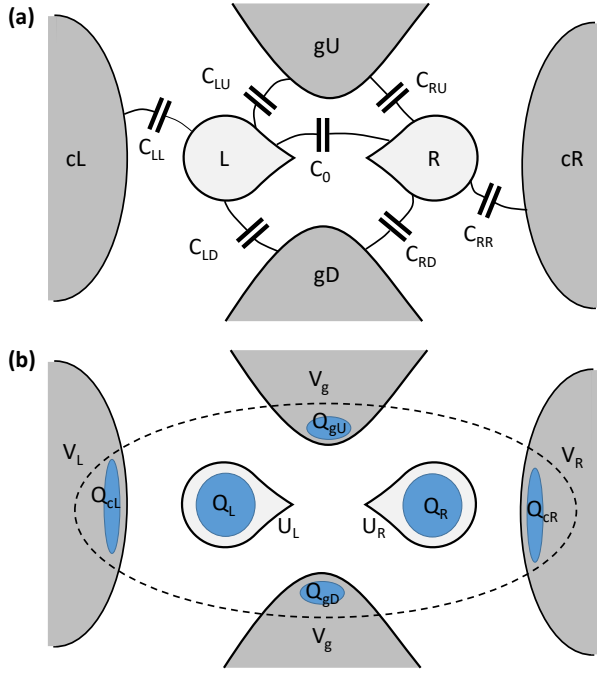 (a)
gU
C_LU
C_RU
cL
C_LL
L
C_0
R
cR
C_LD
C_RD
C_RR
gD
(b)
V_g
Q_gU
V_L
V_R
Q_cL
Q_L
U_L
U_R
Q_R
Q_cR
Q_gD
V_g